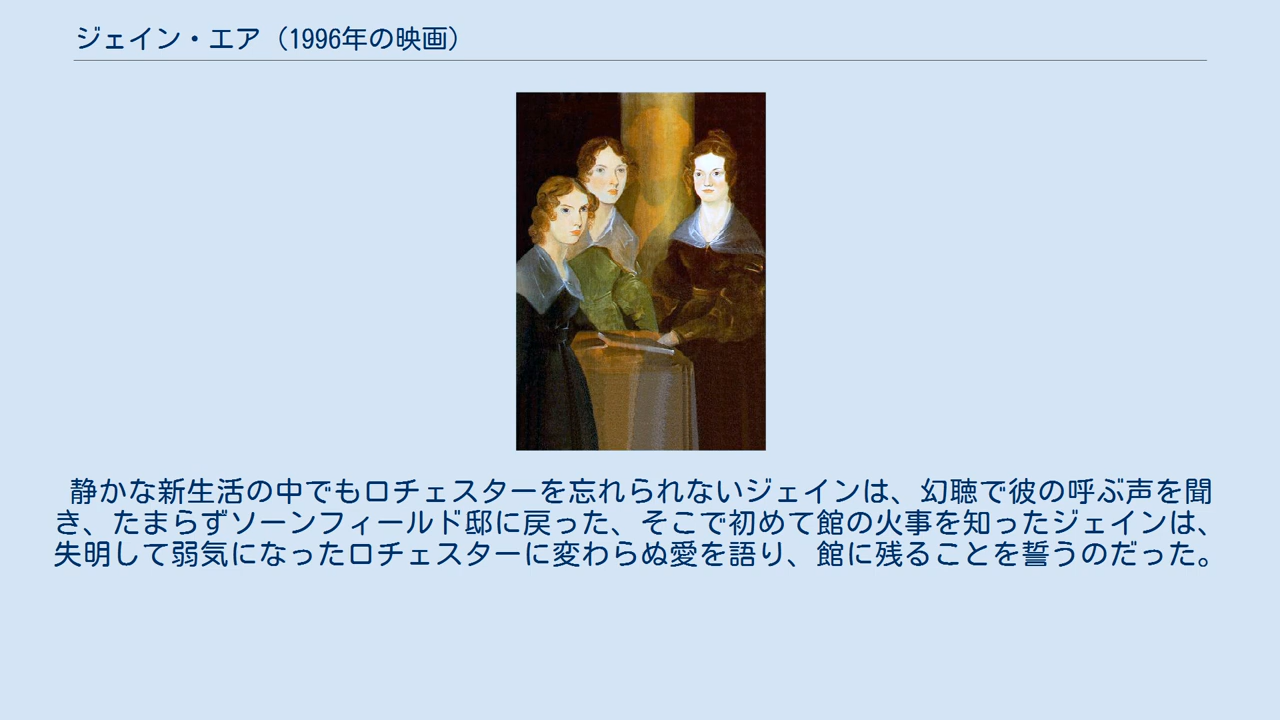 ジェイン・エア（1996年の映画）
静かな新生活の中でもロチェスターを忘れられないジェインは、幻聴で彼の呼ぶ声を聞
き、たまらずソーンフィールド邸に戻った、そこで初めて館の火事を知ったジェインは、
失明して弱気になったロチェスターに変わらぬ愛を語り、館に残ることを誓うのだった。